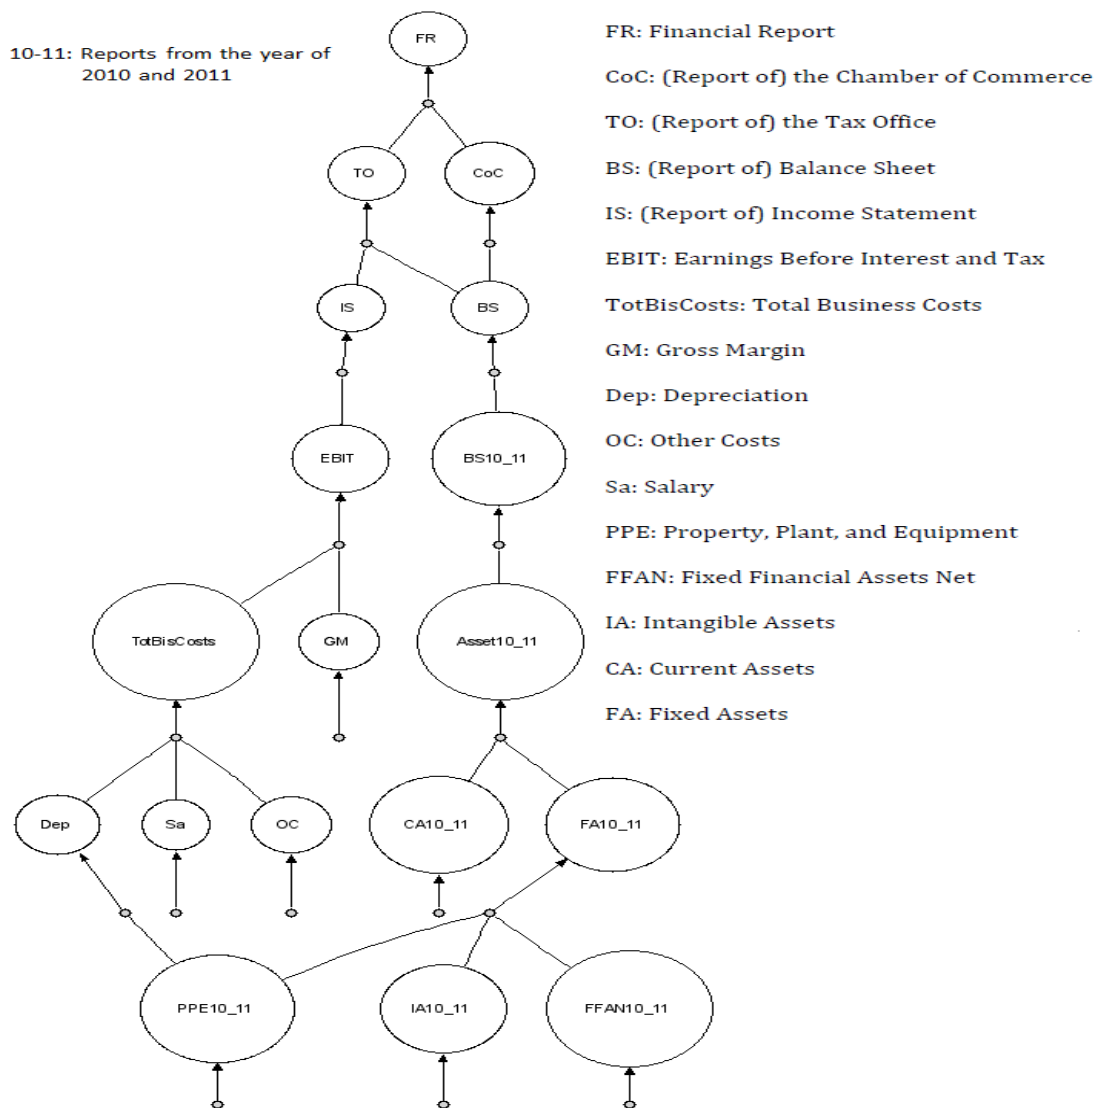 FR
10-11: Reports from the year of
2010 and 2011
TO
CoC
IS
BS
EBIT
BS10_11
TotBisCosts
GM
Asset10_11
Dep
Sa
OC
CA10_11
FA10_11
PPE10_11
IA10_11
FFAN10_11
FR: Financial Report
CoC: (Report of) the Chamber of Commerce
TO: (Report of) the Tax Office
BS: (Report of) Balance Sheet
IS: (Report of) Income Statement
EBIT: Earnings Before Interest and Tax
TotBisCosts: Total Business Costs
GM: Gross Margin
Dep: Depreciation
OC: Other Costs
Sa: Salary
PPE: Property, Plant, and Equipment
FFAN: Fixed Financial Assets Net
IA: Intangible Assets
CA: Current Assets
FA: Fixed Assets